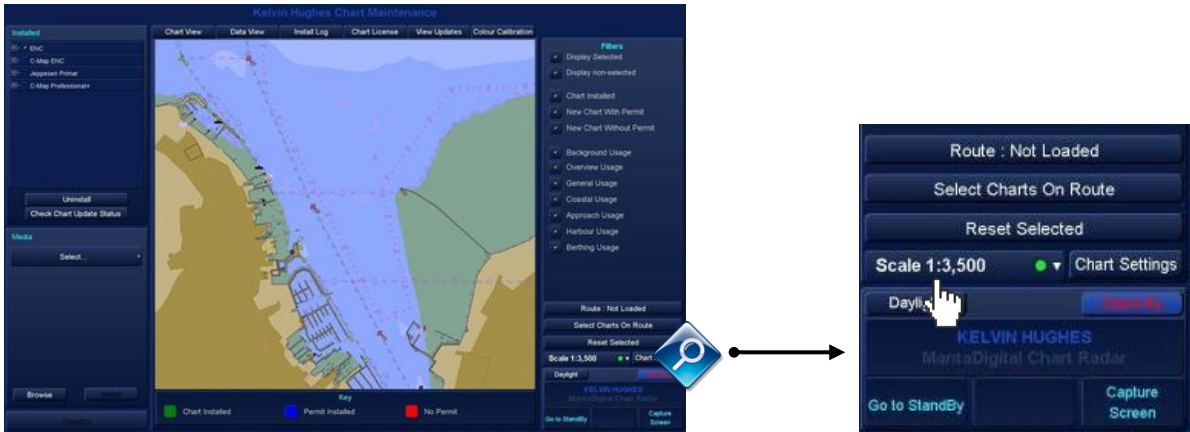 Kelvin Hughes Chart Maintenance
Installed
ENC
C-Map ENC
Jeppesen Primar
C-Map Professional+
Uninstall
Check Chart Update Status
Media
Select...
Browse
Chart View
Data View
Install Log
Chart License
View Updates
Colour Calibration
Key
Chart Installed
Permit Installed
No Permit
Filters
Display Selected
Display non-selected
Chart Installed
New Chart With Permit
New Chart Without Permit
Background Usage
Overview Usage
General Usage
Coastal Usage
Approach Usage
Harbour Usage
Berthing Usage
Route : Not Loaded
Select Charts On Route
Reset Selected
Scale 1:3,500
Chart
Daylight
KELVIN HUGHES
MantaDigital Chart Radar
Go to StandBy
Capture
Screen
Route : Not Loaded
Select Charts On Route
Reset Selected
Scale 1:3,500
Chart Settings
KELVIN HUGHES
MantaDigital Chart Radar
Go to StandBy
Capture
Screen